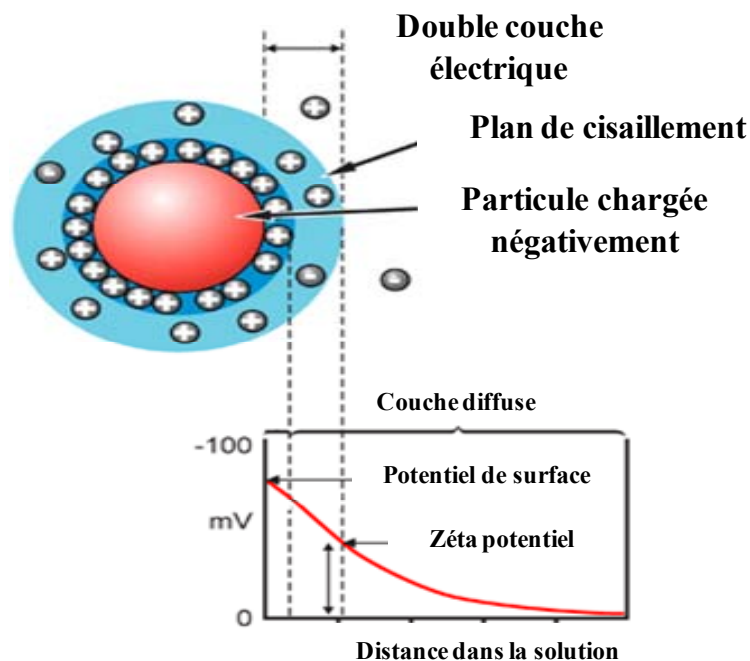 Double couche
électrique
Plan de cisaillement
Particule chargée
négativement
Couche diffuse
-100
Potentiel de surface
mV
Zéta potentiel
0
Distance dans la solution